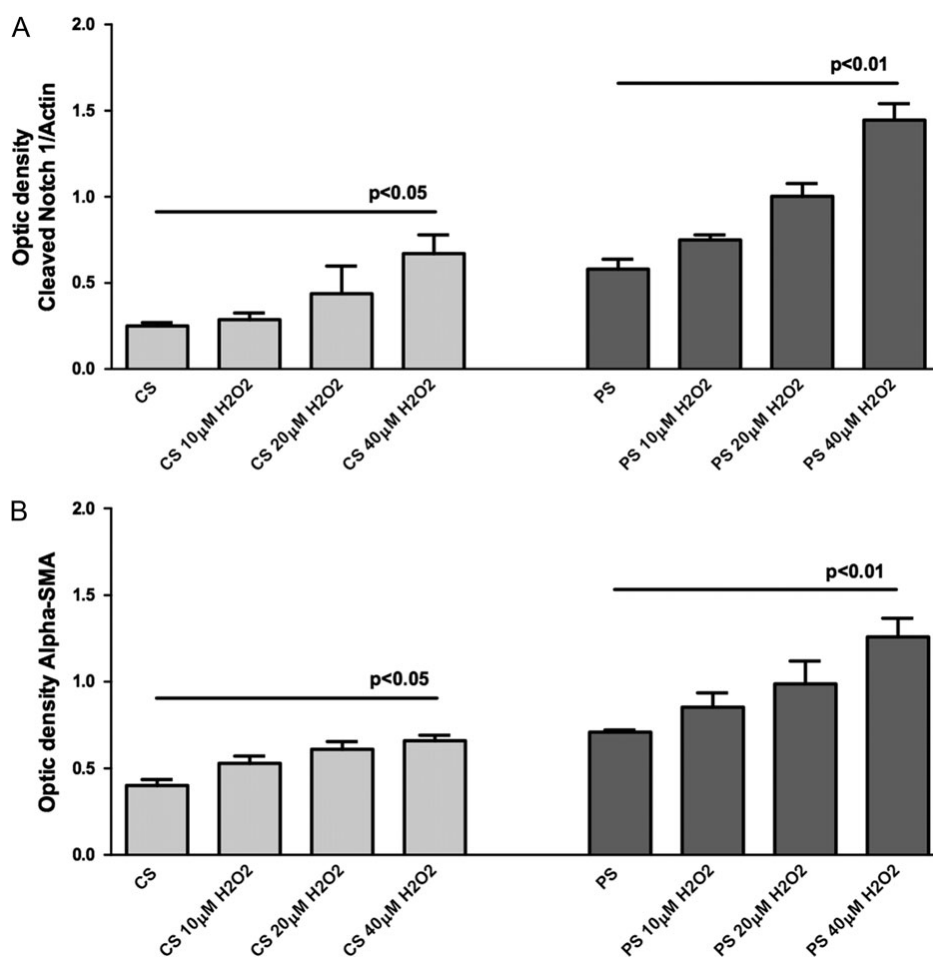 A
Optic density
Cleaved Notch 1/Actin
2.0
1.5
1.0
0.5
0.0
p<0.05
p<0.01
CS
CS 10μM H2O2
CS 20μM H2O2
CS 40μM H2O2
PS
PS 10μM H2O2
PS 20μM H2O2
PS 40μM H2O2
B
Optic density Alpha-SMA
2.0
1.5
1.0
0.5
0.0
p<0.05
p<0.01
CS
CS 10μM H2O2
CS 20μM H2O2
CS 40μM H2O2
PS
PS 10μM H2O2
PS 20μM H2O2
PS 40μM H2O2